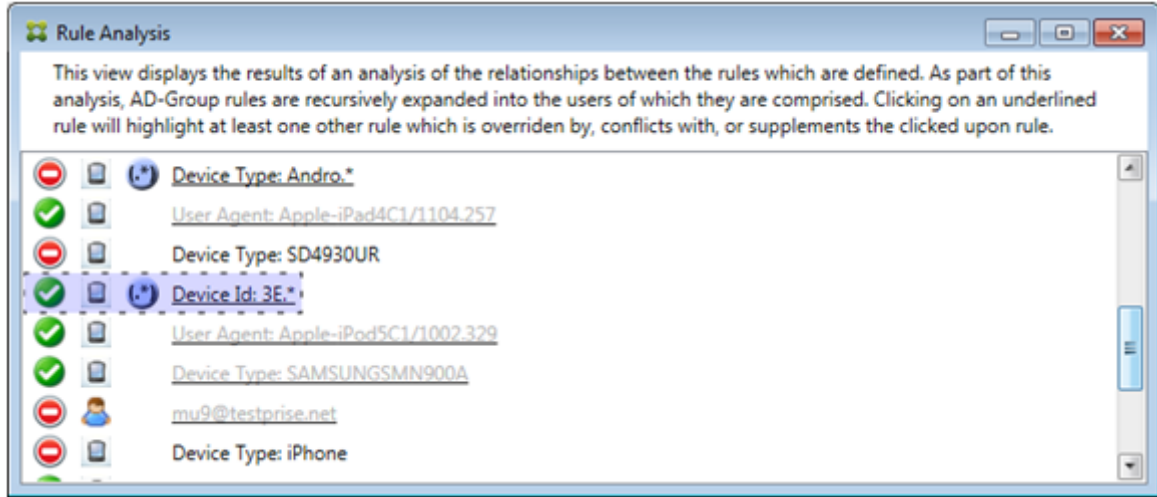 Rule Analysis
This view displays the results of an analysis of the relationships between the rules which are defined. As part of this
analysis, AD-Group rules are recursively expanded into the users of which they are comprised. Clicking on an underlined
rule will highlight at least one other rule which is overriden by, conflicts with, or supplements the clicked upon rule.
(.*) Device Type: Andro.*
User Agent: Apple-iPad4C1/1104.257
Device Type: SD4930UR
(.*) Device Id: 3E.*
User Agent: Apple-iPod5C1/1002.329
Device Type: SAMSUNGSMN900A
mu9@testprise.net
Device Type: iPhone